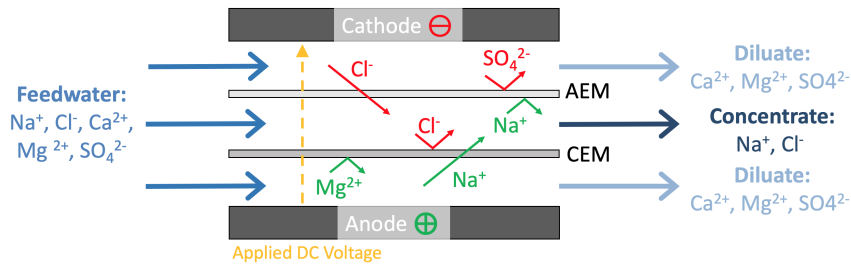 Cathode ⊖
SO₄²⁻
Cl⁻
Diluate:
Ca²⁺, Mg²⁺, SO4²⁻
AEM
Feedwater:
Na⁺, Cl⁻, Ca²⁺,
Mg ²⁺, SO₄²⁻
Cl⁻
Na⁺
Concentrate:
Na⁺, Cl⁻
CEM
Mg²⁺
Na⁺
Diluate:
Ca²⁺, Mg²⁺, SO4²⁻
Anode ⊕
Applied DC Voltage